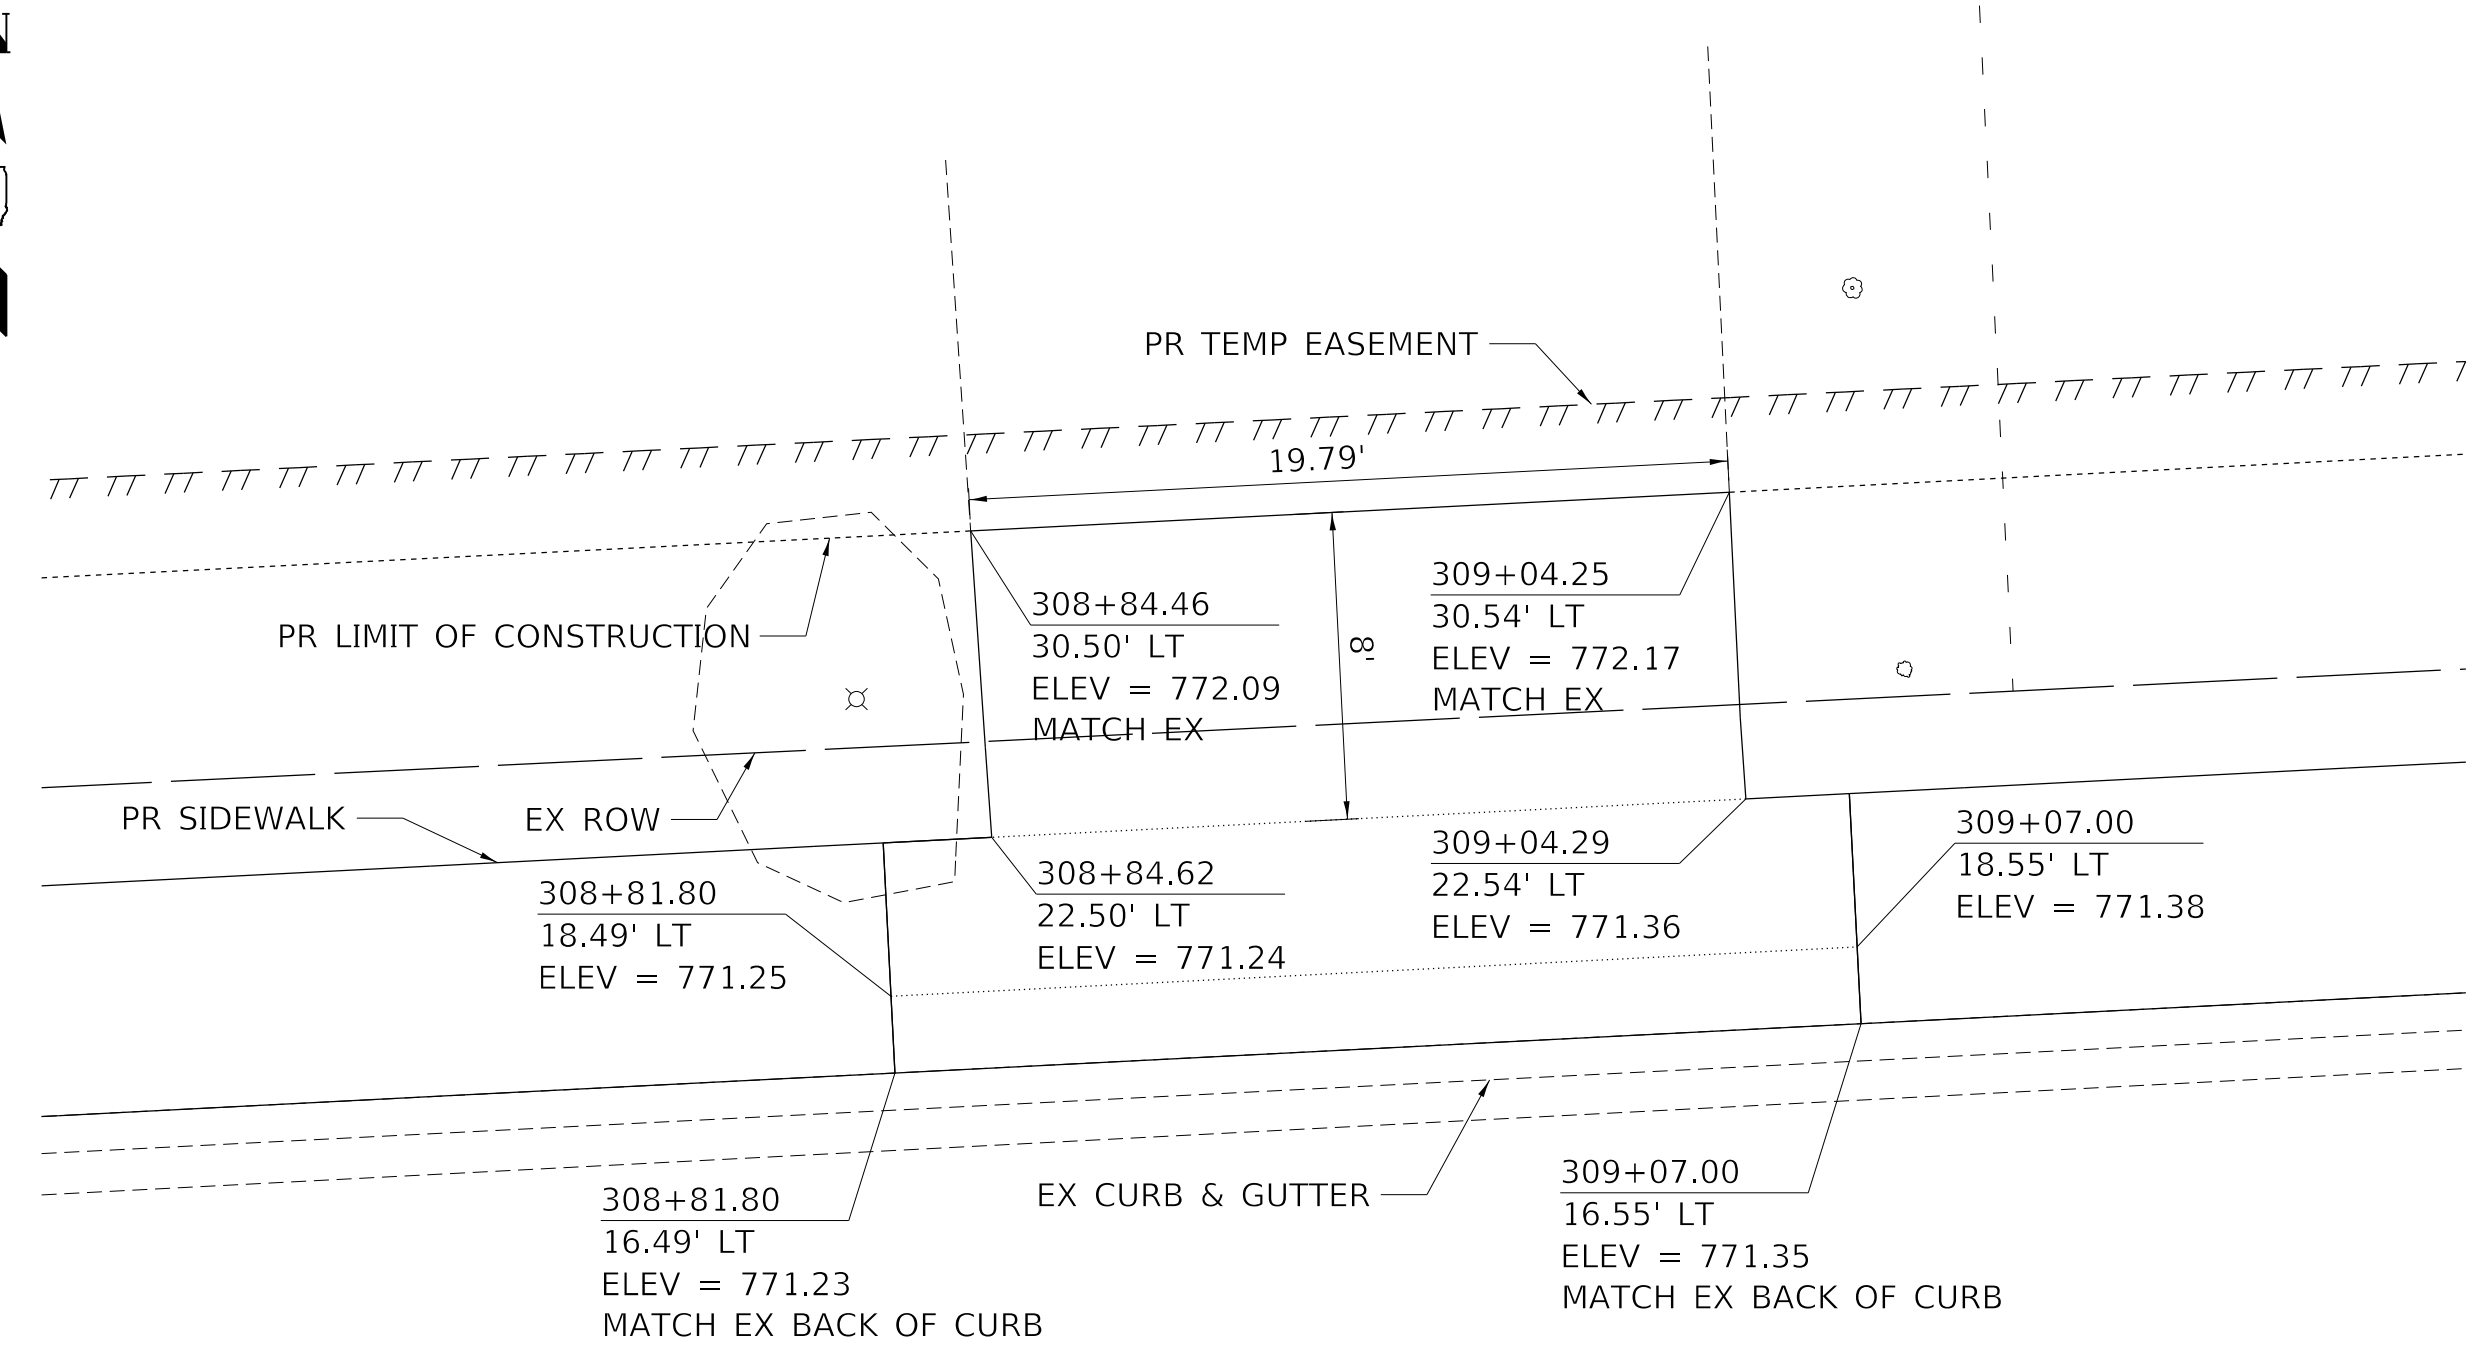 PR TEMP EASEMENT
19.79'
308+84.46
30.50' LT
ELEV = 772.09
MATCH EX
8'
309+04.25
30.54' LT
ELEV = 772.17
MATCH EX
PR LIMIT OF CONSTRUCTION
PR SIDEWALK
EX ROW
308+81.80
18.49' LT
ELEV = 771.25
308+84.62
22.50' LT
ELEV = 771.24
309+04.29
22.54' LT
ELEV = 771.36
309+07.00
18.55' LT
ELEV = 771.38
308+81.80
16.49' LT
ELEV = 771.23
MATCH EX BACK OF CURB
EX CURB & GUTTER
309+07.00
16.55' LT
ELEV = 771.35
MATCH EX BACK OF CURB